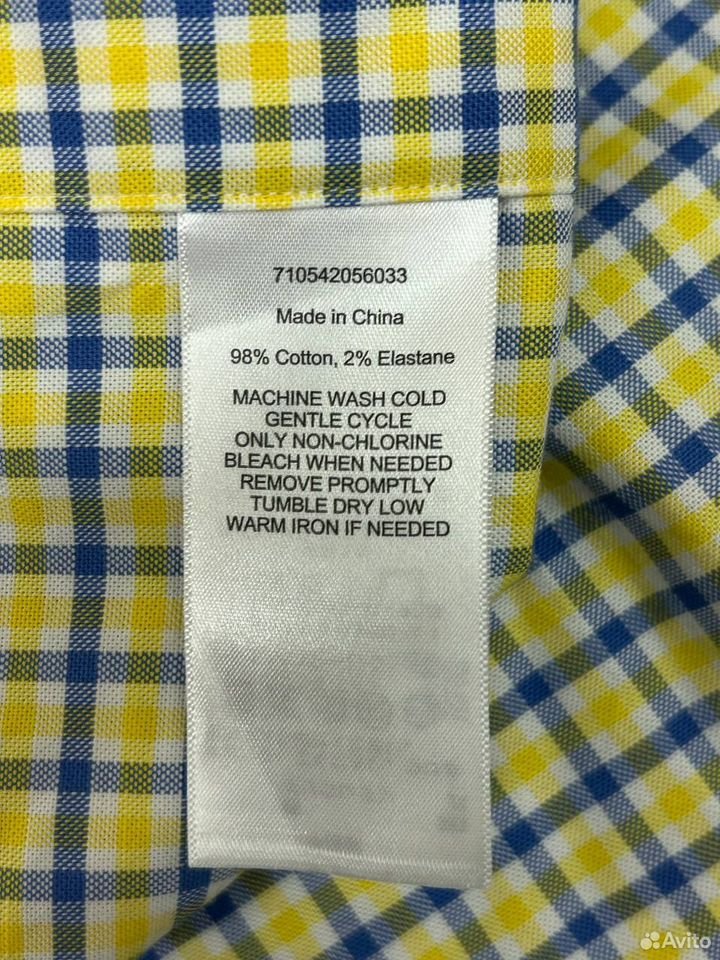 710542056033
Made in China
98% Cotton, 2% Elastane
MACHINE WASH COLD
GENTLE CYCLE
ONLY NON-CHLORINE
BLEACH WHEN NEEDED
REMOVE PROMPTLY
TUMBLE DRY LOW
WARM IRON IF NEEDED
Avito